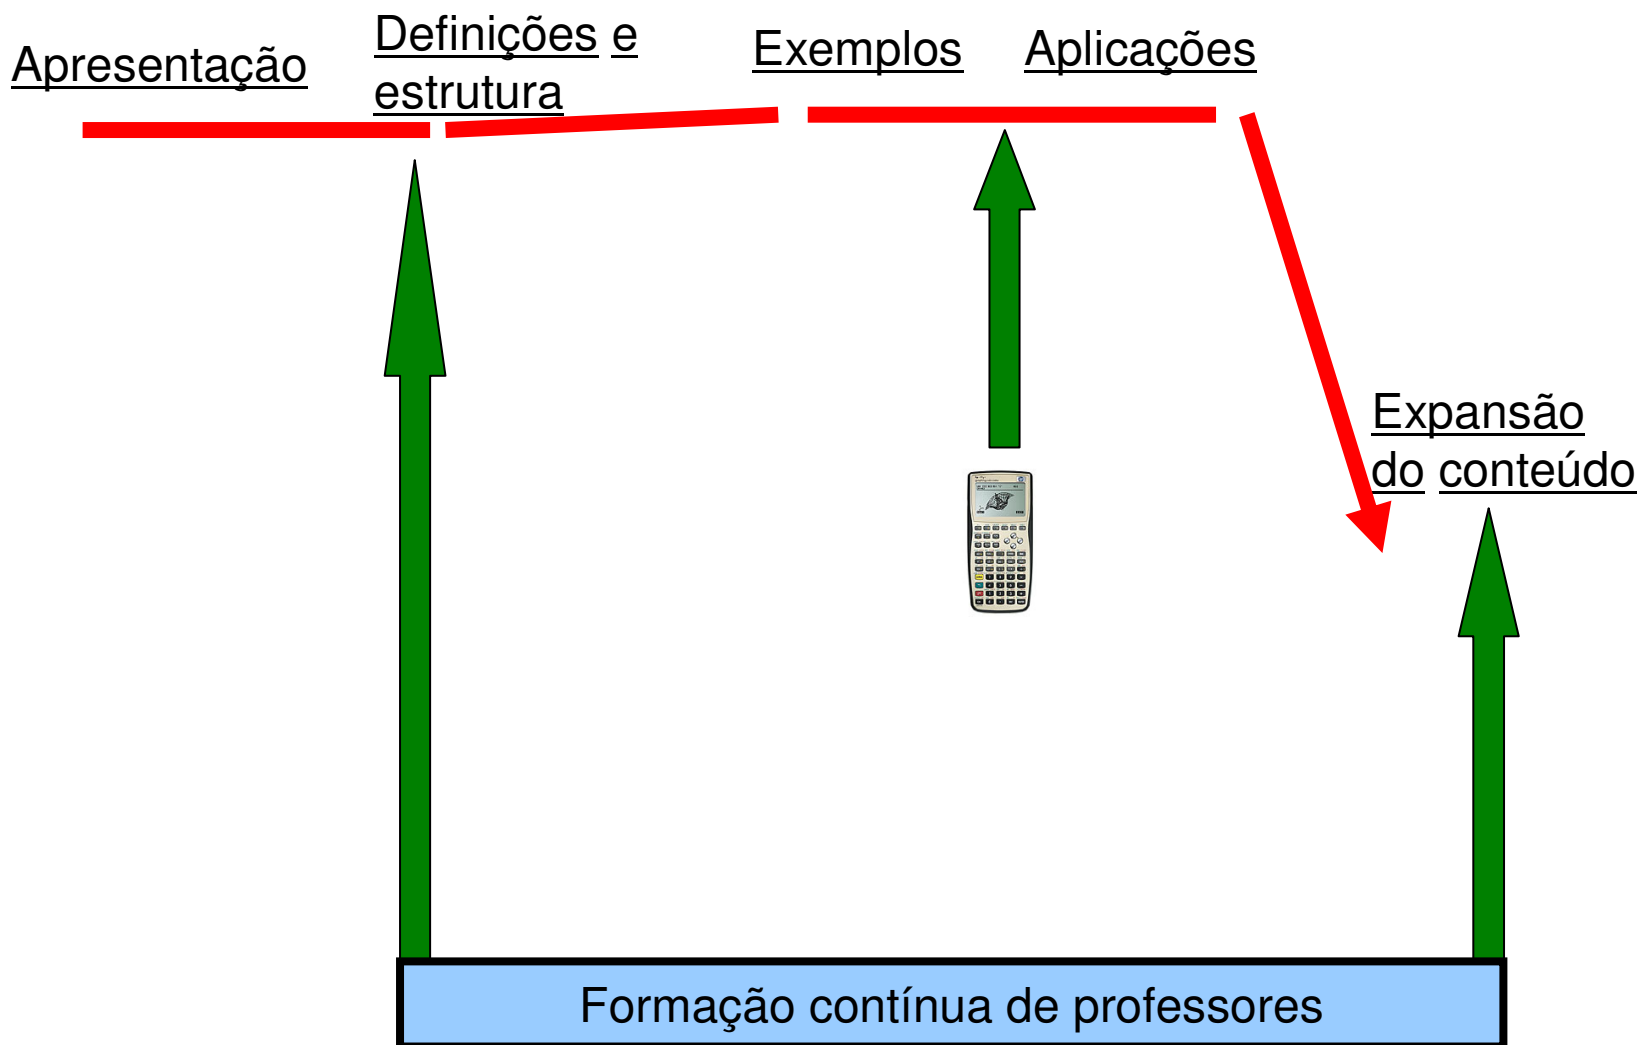 Apresentação
Definições e
estrutura
Exemplos
Aplicações
Expansão
do conteúdo
Formação contínua de professores